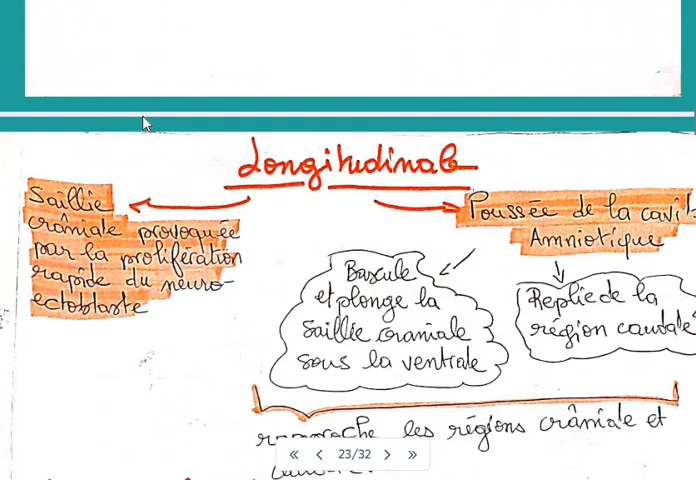 Longitudinale
Saillie
crâniale provoquée
par la prolifération
rapide du neuro-
ectoblaste
Poussée de la cavit
Amniotique
Bascule
et plonge la
saillie craniale
sous la ventrale
Replie de la
région caudale
rapproche les régions crâniale et
23/32